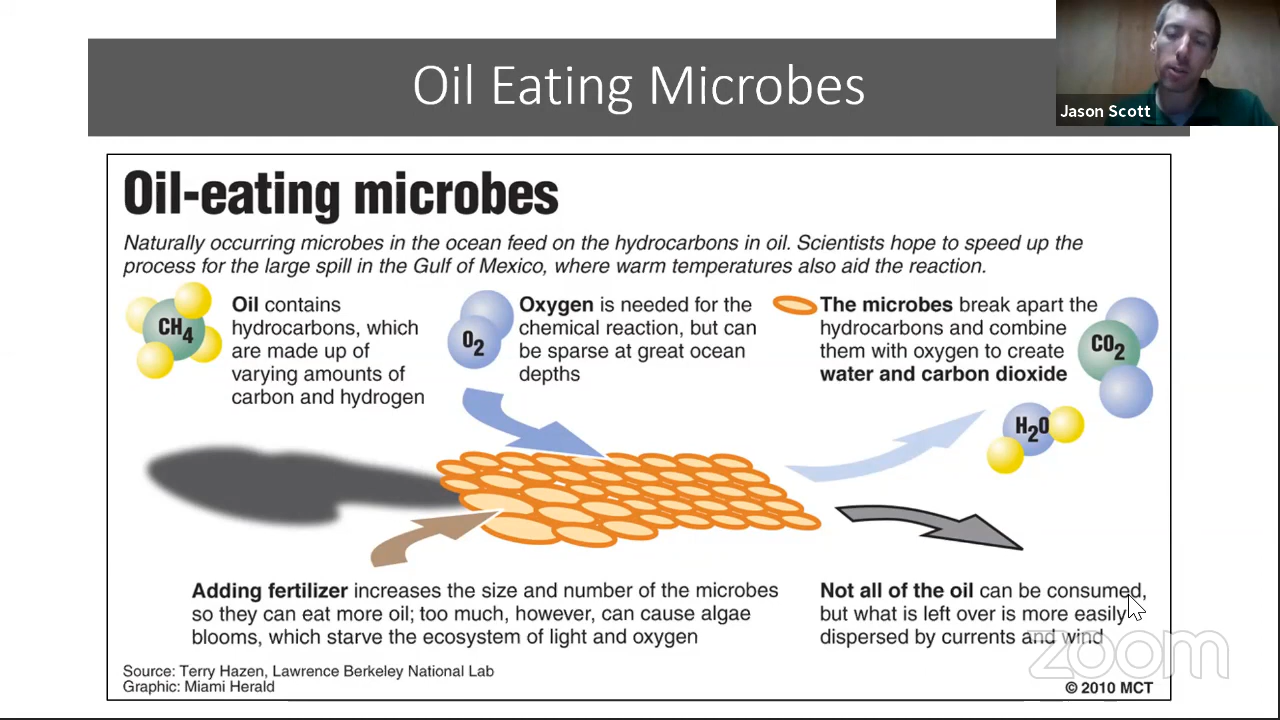 Oil Eating Microbes
Jason Scott
Oil-eating microbes
Naturally occurring microbes in the ocean feed on the hydrocarbons in oil. Scientists hope to speed up the
process for the large spill in the Gulf of Mexico, where warm temperatures also aid the reaction.
CH4
Oil contains
hydrocarbons, which
are made up of
varying amounts of
carbon and hydrogen
O2
Oxygen is needed for the
chemical reaction, but can
be sparse at great ocean
depths
The microbes break apart the
hydrocarbons and combine
them with oxygen to create
water and carbon dioxide
CO2
H2O
Adding fertilizer increases the size and number of the microbes
so they can eat more oil; too much, however, can cause algae
blooms, which starve the ecosystem of light and oxygen
Not all of the oil can be consumed,
but what is left over is more easily
dispersed by currents and wind
zoom
Source: Terry Hazen, Lawrence Berkeley National Lab
Graphic: Miami Herald
© 2010 MCT